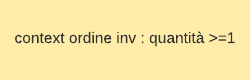 context ordine inv : quantità >=1